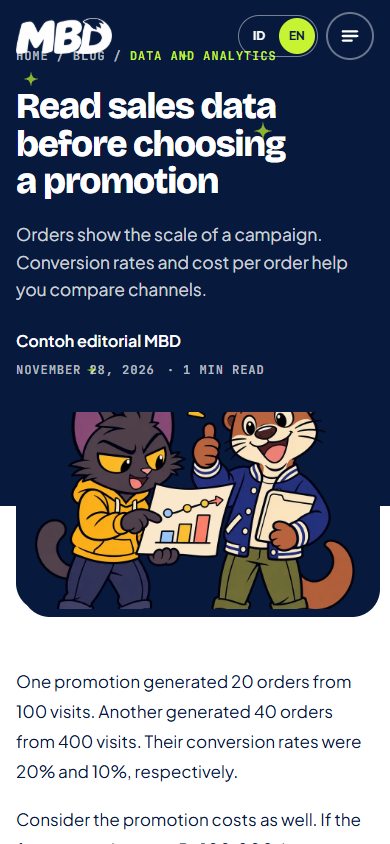 MBD
ID EN
HOME / BLOG / DATA AND ANALYTICS
Read sales data
before choosing
a promotion
Orders show the scale of a campaign.
Conversion rates and cost per order help
you compare channels.
Contoh editorial MBD
NOVEMBER 28, 2026 · 1 MIN READ
One promotion generated 20 orders from
100 visits. Another generated 40 orders
from 400 visits. Their conversion rates were
20% and 10%, respectively.
Consider the promotion costs as well. If the